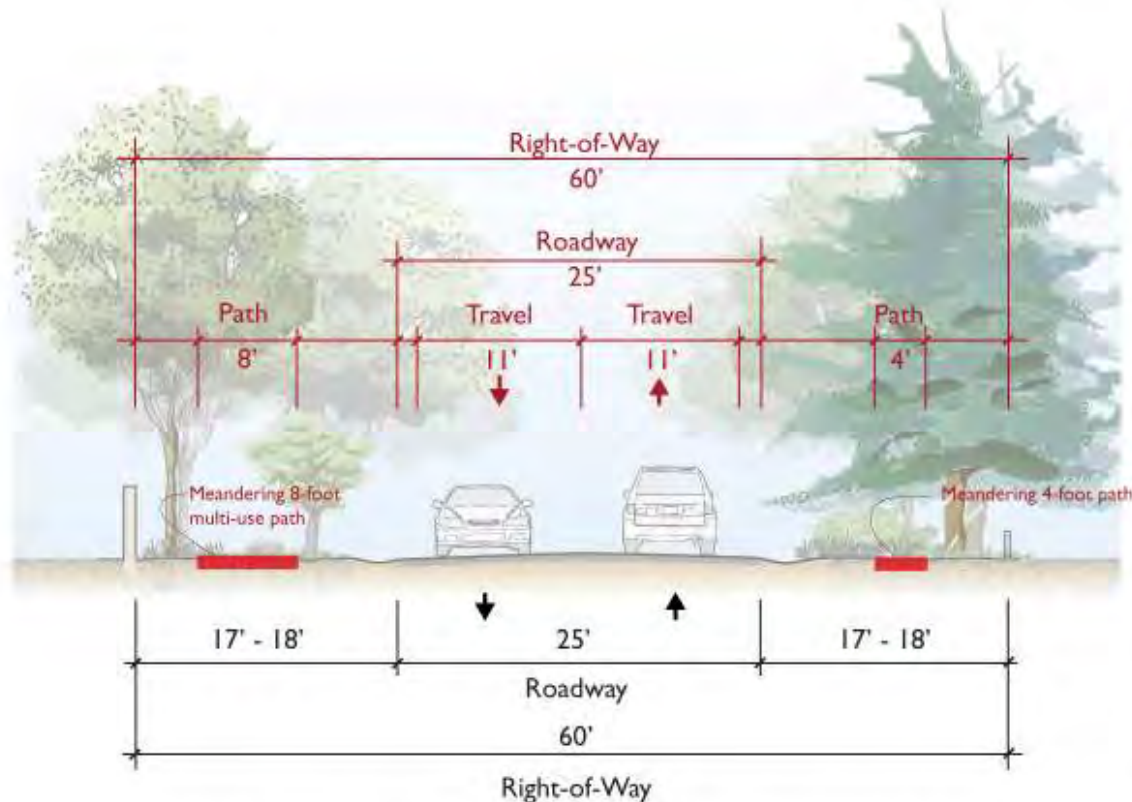 Right-of-Way
60’
Roadway
25’
Path
Travel
Travel
Path
8’
11’
11’
4’
Meandering 8-foot
multi-use path
Meandering 4-foot path
17’ - 18’
25’
17’ - 18’
Roadway
60’
Right-of-Way